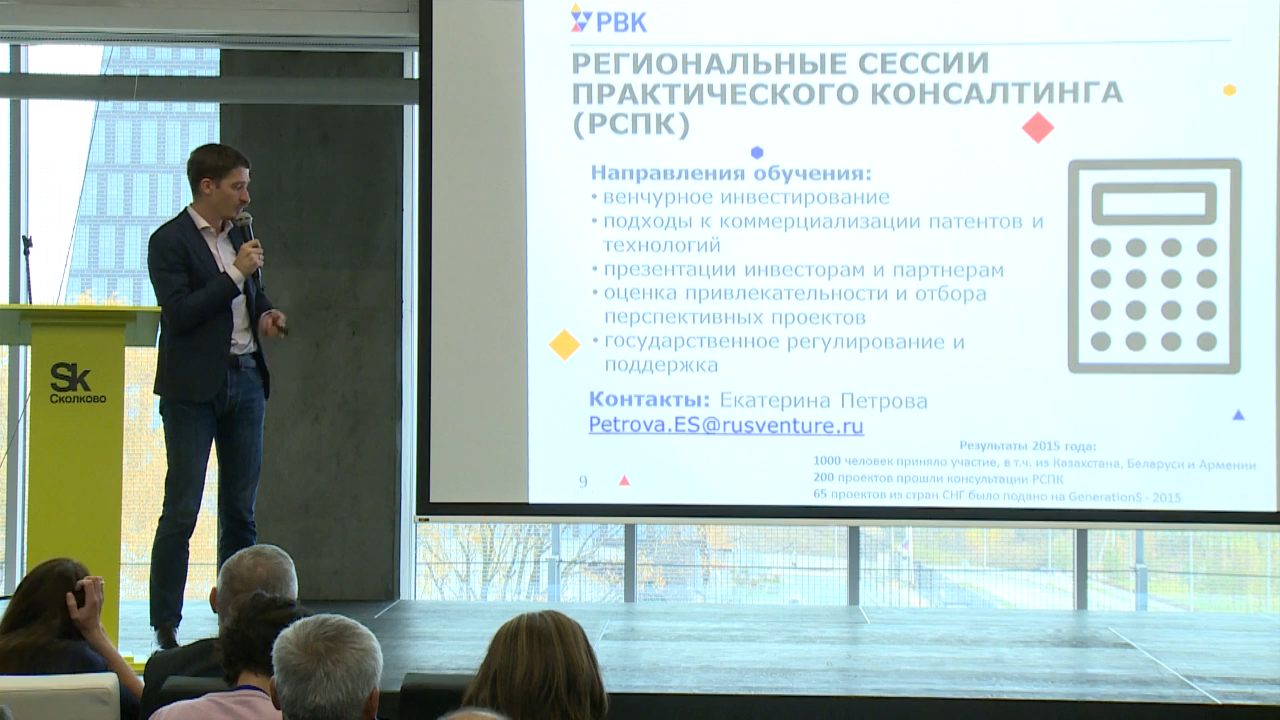 РВК
РЕГИОНАЛЬНЫЕ СЕССИИ
ПРАКТИЧЕСКОГО КОНСАЛТИНГА
(РСПК)
Направления обучения:
• венчурное инвестирование
• подходы к коммерциализации патентов и
технологий
• презентации инвесторам и партнерам
• оценка привлекательности и отбора
перспективных проектов
• государственное регулирование и
поддержка
Контакты: Екатерина Петрова
Petrova.ES@rusventure.ru
Результаты 2015 года:
1000 человек приняло участие, в т.ч. из Казахстана, Беларуси и Армении
200 проектов прошли консультации РСПК
65 проектов из стран СНГ было подано на GenerationS - 2015
9
Sk
Сколково